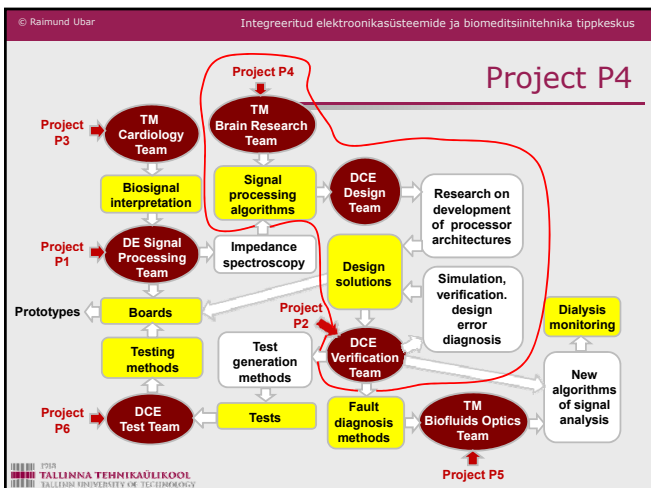 © Raimund Ubar
Integreeritud elektroonikasüsteemide ja biomeditsiinitehnika tippkeskus
Project P4
Project P4
Project
P3
TM
Cardiology
Team
TM
Brain Research
Team
Biosignal
interpretation
Signal
processing
algorithms
DCE
Design
Team
Research on
development
of processor
architectures
Project
P1
DE Signal
Processing
Team
Impedance
spectroscopy
Design
solutions
Simulation,
verification.
design
error
diagnosis
Prototypes
Boards
Project
P2
Dialysis
monitoring
Testing
methods
Test
generation
methods
DCE
Verification
Team
New
algorithms
of signal
analysis
Project
P6
DCE
Test Team
Tests
Fault
diagnosis
methods
TM
Biofluids Optics
Team
Project P5
1918
TALLINNA TEHNIKAÜLIKOOL
TALLINN UNIVERSITY OF TECHNOLOGY